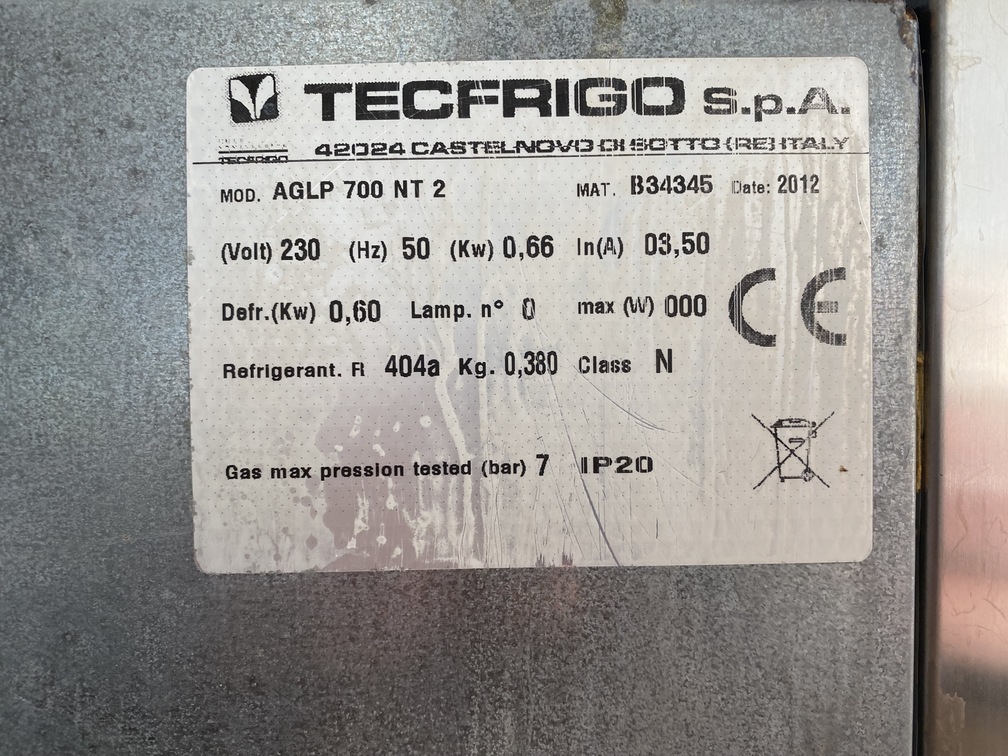 TECFRIGO S.p.A.
TECFRIGO
42024 CASTELNOVO DI SOTTO (RE) ITALY
MOD. AGLP 700 NT 2 MAT. B34345 Date: 2012
(Volt) 230 (Hz) 50 (Kw) 0,66 In(A) 03,50
Defr.(Kw) 0,60 Lamp. n° 0 max (W) 000
CE
Refrigerant. R 404a Kg. 0,380 Class N
Gas max pression tested (bar) 7 IP20